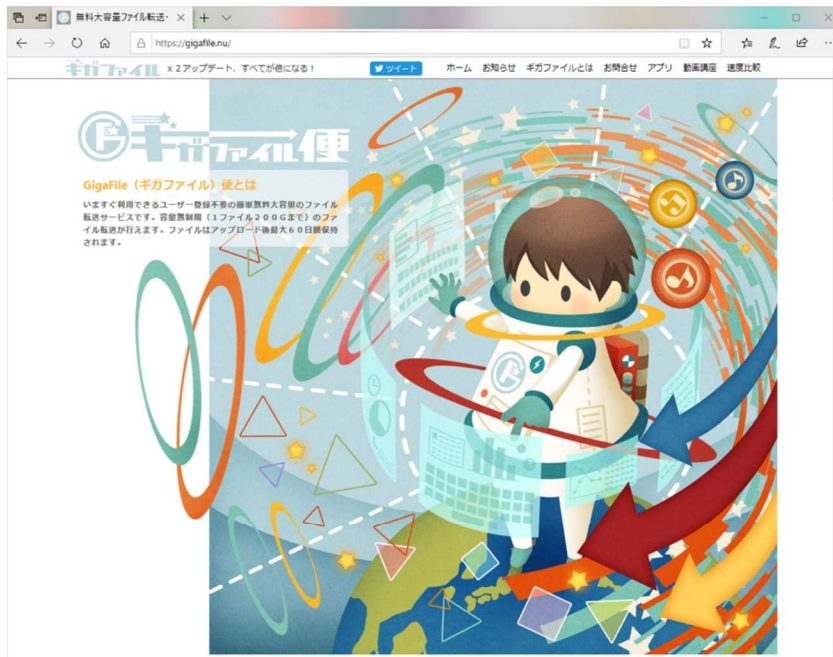 無料大容量ファイル転送・
https://gigafile.nu/
ギガファイル ×2アップデート、すべてが倍になる! ツイート ホーム お知らせ ギガファイルとは お問合せ アプリ 動画講座 速度比較
ギガファイル便
GigaFile（ギガファイル）便とは
いますぐ利用できるユーザー登録不要の簡単無料大容量のファイル
転送サービスです。容量無制限（１ファイル２００Ｇまで）のファ
イル転送が行えます。ファイルはアップロード後最大６０日間保持
されます。